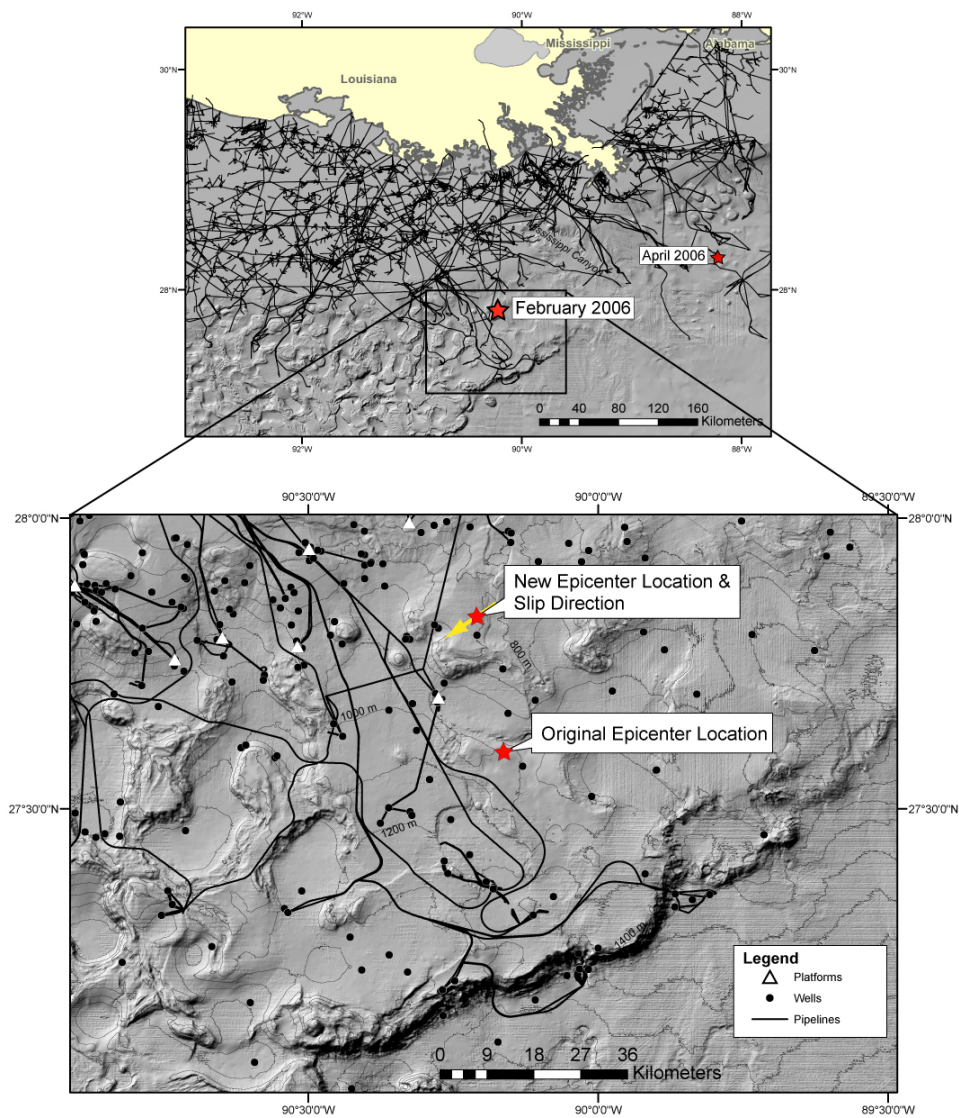 92°W
90°W
88°W
Mississippi
Alabama
30°N
30°N
Louisiana
Mississippi Canyon
April 2006
28°N
28°N
February 2006
0 40 80 120 160
Kilometers
92°W
90°W
88°W
90°30'0"W
90°0'0"W
89°30'0"W
28°0'0"N
28°0'0"N
New Epicenter Location &
Slip Direction
800 m
1000 m
Original Epicenter Location
27°30'0"N
27°30'0"N
1200 m
1400 m
Legend
Platforms
Wells
Pipelines
0 9 18 27 36
Kilometers
90°30'0"W
90°0'0"W
89°30'0"W